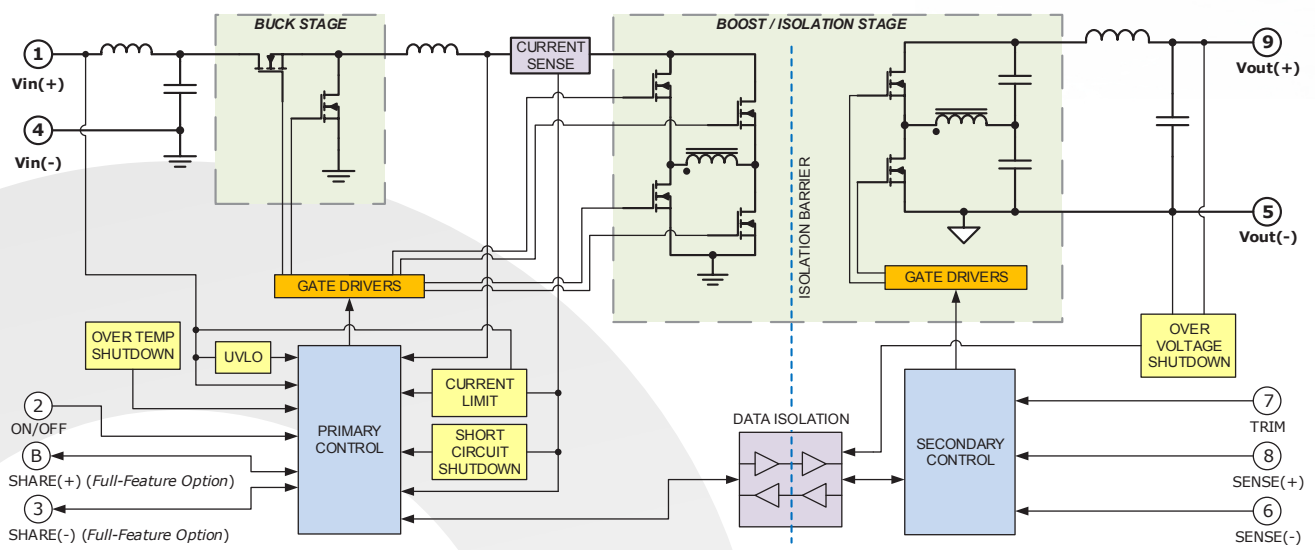 BUCK STAGE
BOOST / ISOLATION STAGE
1
Vin(+)
4
Vin(-)
CURRENT
SENSE
9
Vout(+)
5
Vout(-)
ISOLATION BARRIER
GATE DRIVERS
GATE DRIVERS
OVER TEMP
SHUTDOWN
UVLO
CURRENT
LIMIT
SHORT
CIRCUIT
SHUTDOWN
PRIMARY
CONTROL
OVER
VOLTAGE
SHUTDOWN
DATA ISOLATION
SECONDARY
CONTROL
2
ON/OFF
B
SHARE(+) (Full-Feature Option)
3
SHARE(-) (Full-Feature Option)
7
TRIM
8
SENSE(+)
6
SENSE(-)